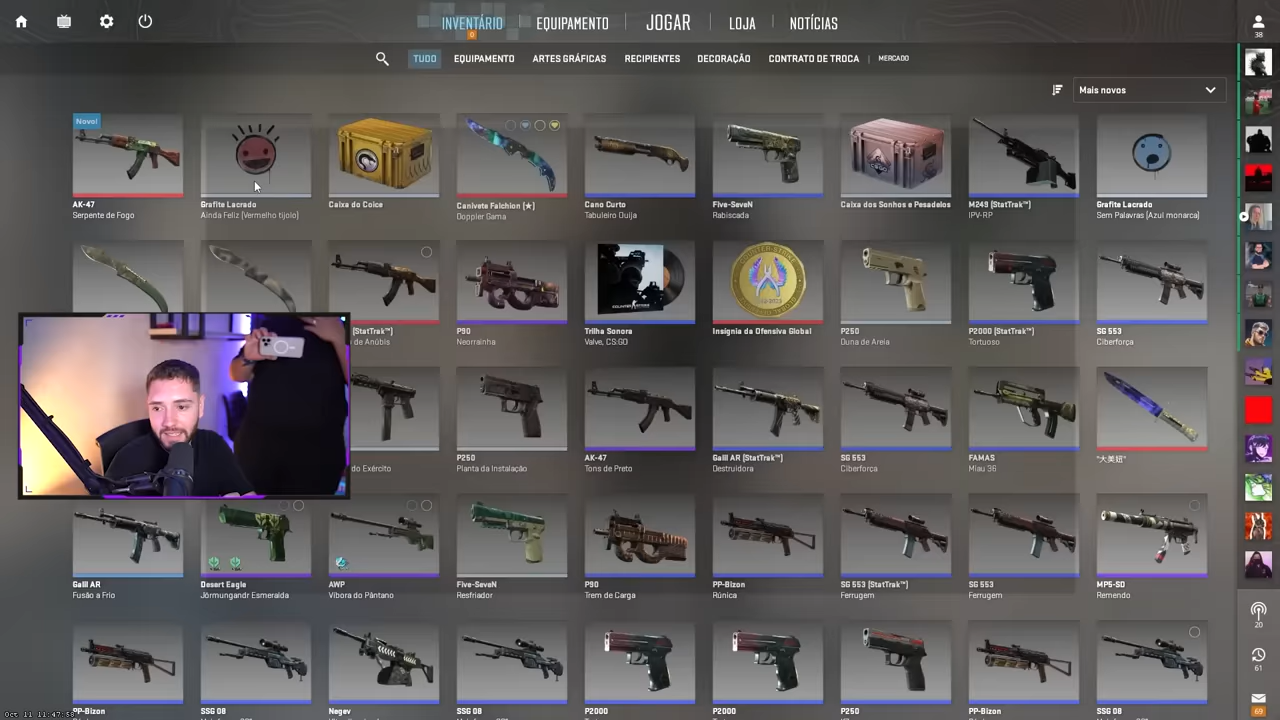 INVENTÁRIO
EQUIPAMENTO
JOGAR
LOJA
NOTÍCIAS
0
38
TUDO
EQUIPAMENTO
ARTES GRÁFICAS
RECIPIENTES
DECORAÇÃO
CONTRATO DE TROCA
MERCADO
Mais novos
Novo!
AK-47
Serpente de Fogo
Grafite Lacrado
Ainda Feliz (Vermelho tijolo)
Caixa do Coice
Canivete Falchion (★)
Doppler Gama
Cano Curto
Tabuleiro Ouija
Five-SeveN
Rabiscada
Caixa dos Sonhos e Pesadelos
M249 (StatTrak™)
IPV-RP
Grafite Lacrado
Sem Palavras (Azul monarca)
(StatTrak™)
de Anúbis
P90
Neorrainha
Trilha Sonora
Valve, CS:GO
Insígnia da Ofensiva Global
P250
Duna de Areia
P2000 (StatTrak™)
Tortuoso
SG 553
Ciberforça
do Exército
P250
Planta da Instalação
AK-47
Tons de Preto
Galil AR (StatTrak™)
Destruidora
SG 553
Ciberforça
FAMAS
Miau 36
"大美妞"
Galil AR
Fusão a Frio
Desert Eagle
Jörmungandr Esmeralda
AWP
Víbora do Pântano
Five-SeveN
Resfriador
P90
Trem de Carga
PP-Bizon
Rúnica
SG 553 (StatTrak™)
Ferrugem
SG 553
Ferrugem
MP5-SD
Remendo
PP-Bizon
SSG 08
Negev
SSG 08
P2000
P2000
P250
PP-Bizon
SSG 08
20
61
69